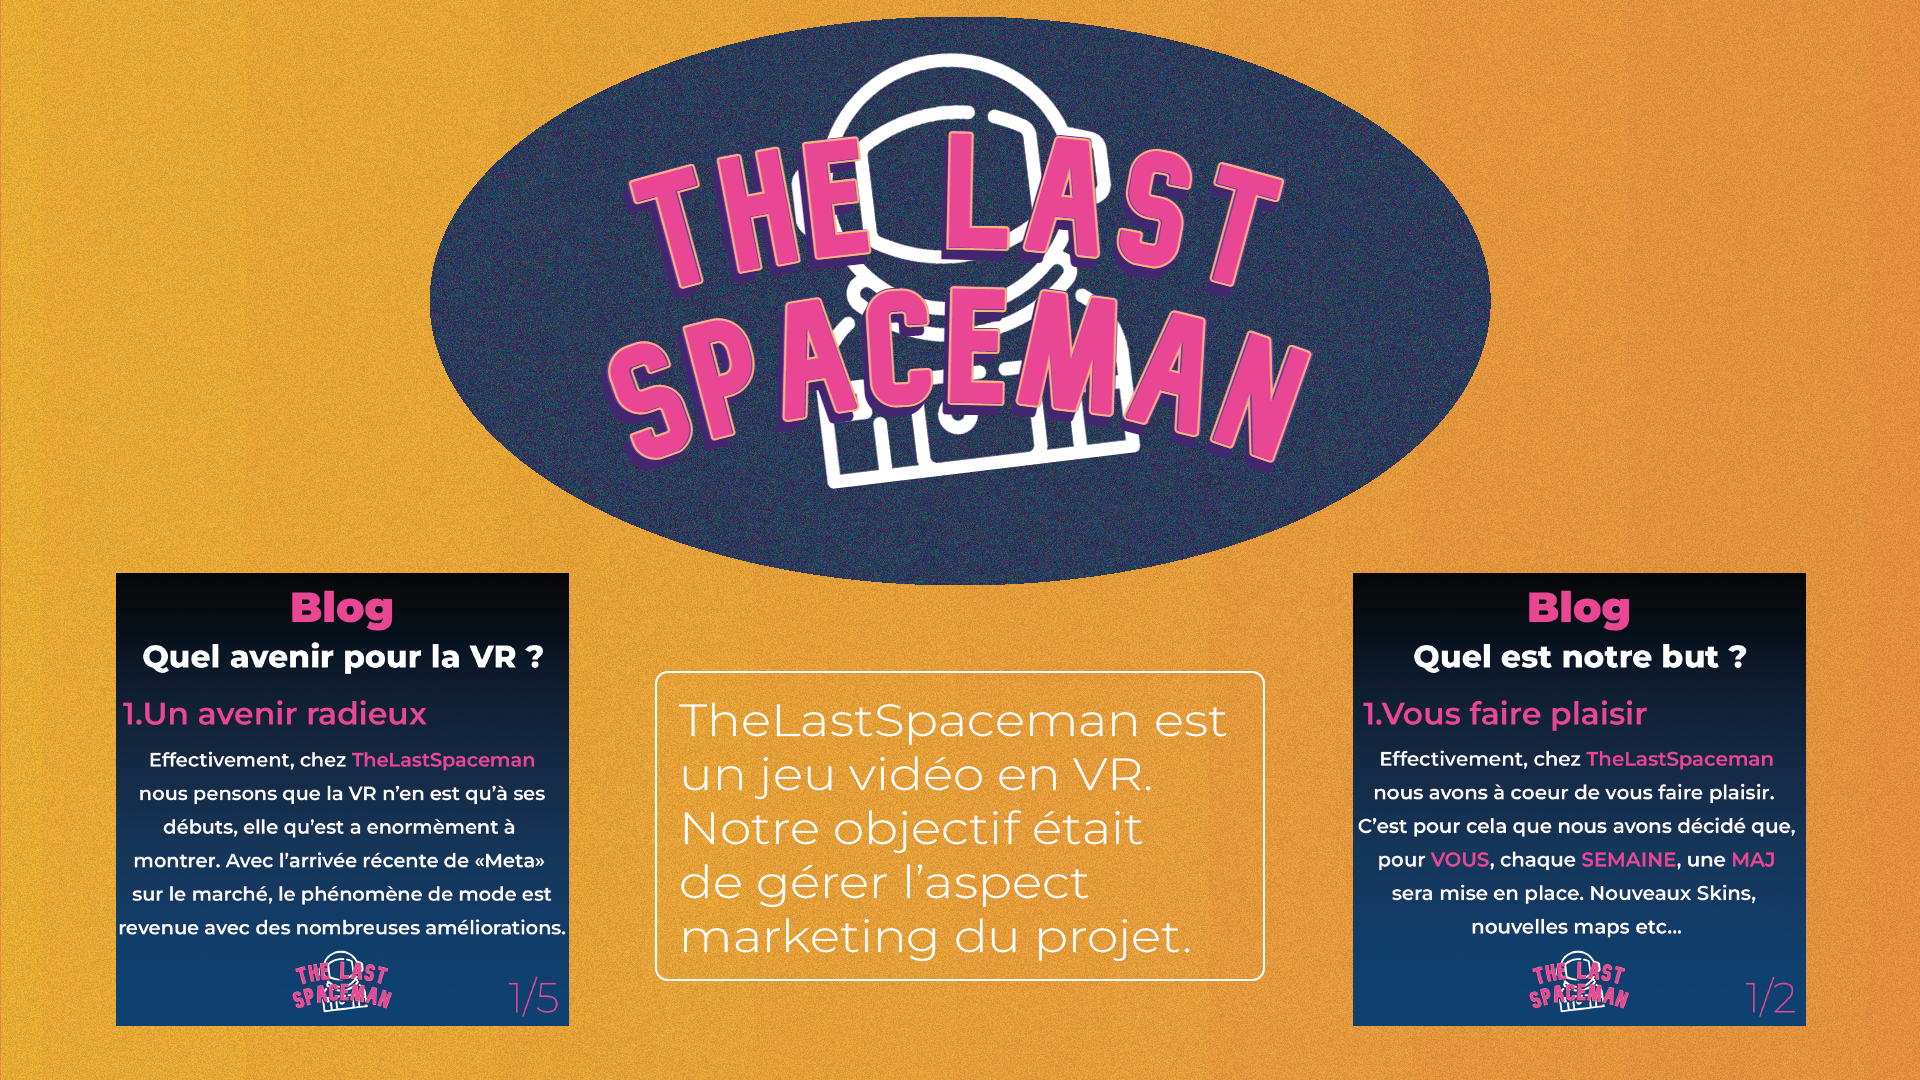 THE LAST
SPACEMAN
Blog
Quel avenir pour la VR ?
1.Un avenir radieux
Effectivement, chez TheLastSpaceman
nous pensons que la VR n’en est qu’à ses
débuts, elle qu’est a enormèment à
montrer. Avec l’arrivée récente de «Meta»
sur le marché, le phénomène de mode est
revenue avec des nombreuses améliorations.
THE LAST
SPACEMAN
1/5
TheLastSpaceman est
un jeu vidéo en VR.
Notre objectif était
de gérer l’aspect
marketing du projet.
Blog
Quel est notre but ?
1.Vous faire plaisir
Effectivement, chez TheLastSpaceman
nous avons à coeur de vous faire plaisir.
C’est pour cela que nous avons décidé que,
pour VOUS, chaque SEMAINE, une MAJ
sera mise en place. Nouveaux Skins,
nouvelles maps etc...
THE LAST
SPACEMAN
1/2